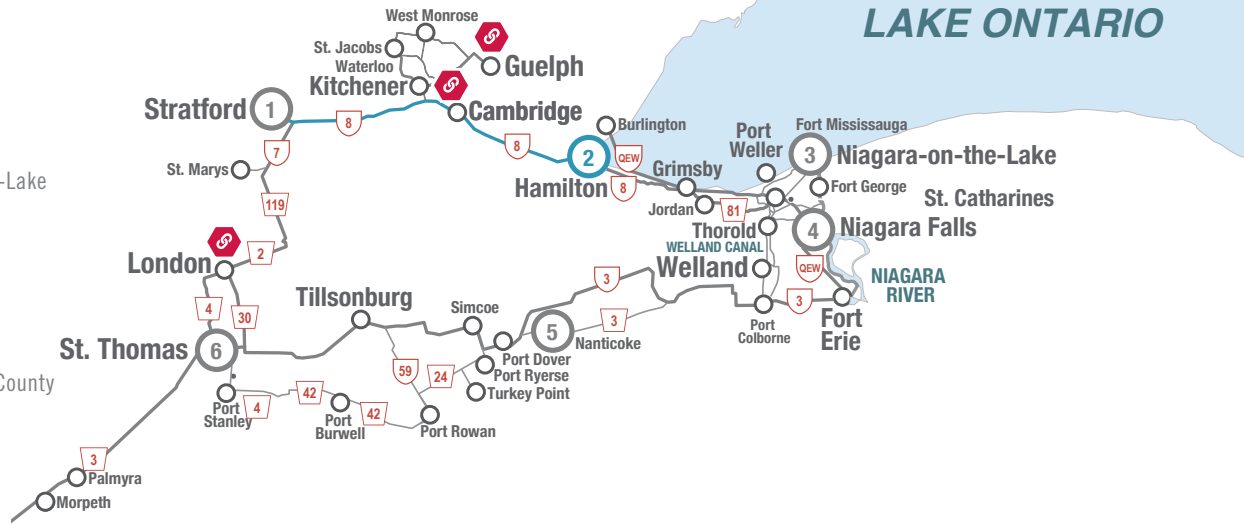 LAKE ONTARIO
West Monrose
St. Jacobs
Waterloo
Guelph
Kitchener
Cambridge
Stratford
1
8
7
8
St. Marys
119
2
London
4
30
Burlington
2
QEW
Hamilton
8
Grimsby
Jordan
81
Port
Weller
Fort Mississauga
3
Niagara-on-the-Lake
Fort George
St. Catharines
Thorold
4
Niagara Falls
WELLAND CANAL
Welland
QEW
NIAGARA
RIVER
3
Port
Colborne
Fort
Erie
-Lake
Tillsonburg
Simcoe
3
3
5
Nanticoke
Port Dover
Port Ryerse
Turkey Point
St. Thomas
6
59
24
County
Port
Stanley
4
42
Port
Burwell
42
Port Rowan
3
Palmyra
Morpeth